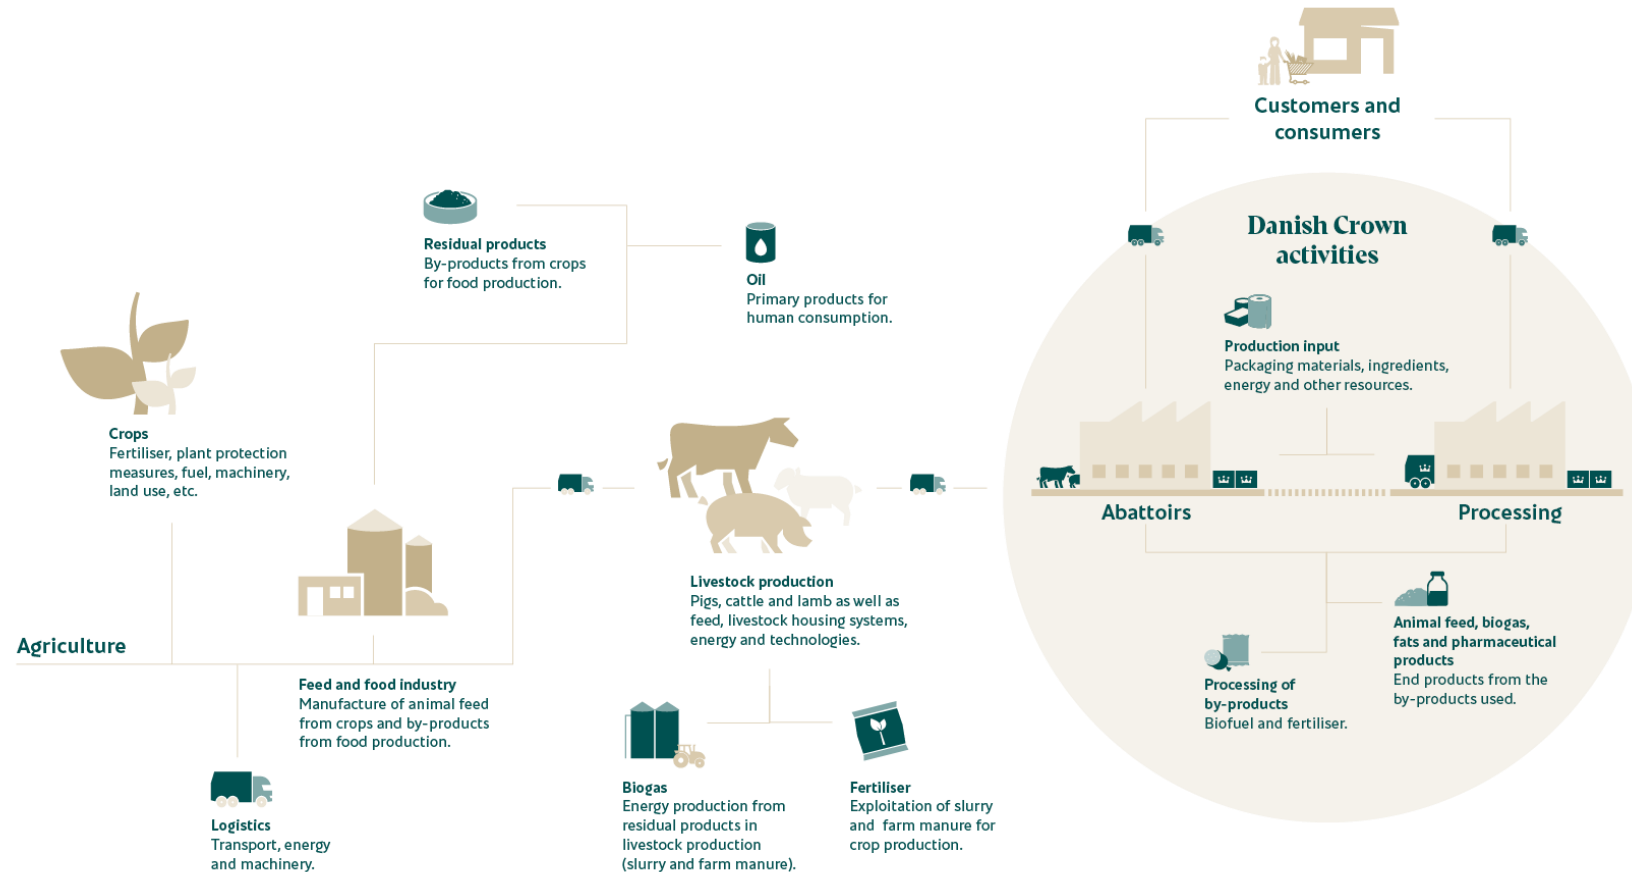 Customers and
consumers
Danish Crown
activities
Residual products
By-products from crops
for food production.
Oil
Primary products for
human consumption.
Production input
Packaging materials, ingredients,
energy and other resources.
Crops
Fertiliser, plant protection
measures, fuel, machinery,
land use, etc.
Abattoirs
Processing
Livestock production
Pigs, cattle and lamb as well as
feed, livestock housing systems,
energy and technologies.
Agriculture
Feed and food industry
Manufacture of animal feed
from crops and by-products
from food production.
Animal feed, biogas,
fats and pharmaceutical
products
End products from the
by-products used.
Processing of
by-products
Biofuel and fertiliser.
Logistics
Transport, energy
and machinery.
Biogas
Energy production from
residual products in
livestock production
(slurry and farm manure).
Fertiliser
Exploitation of slurry
and farm manure for
crop production.